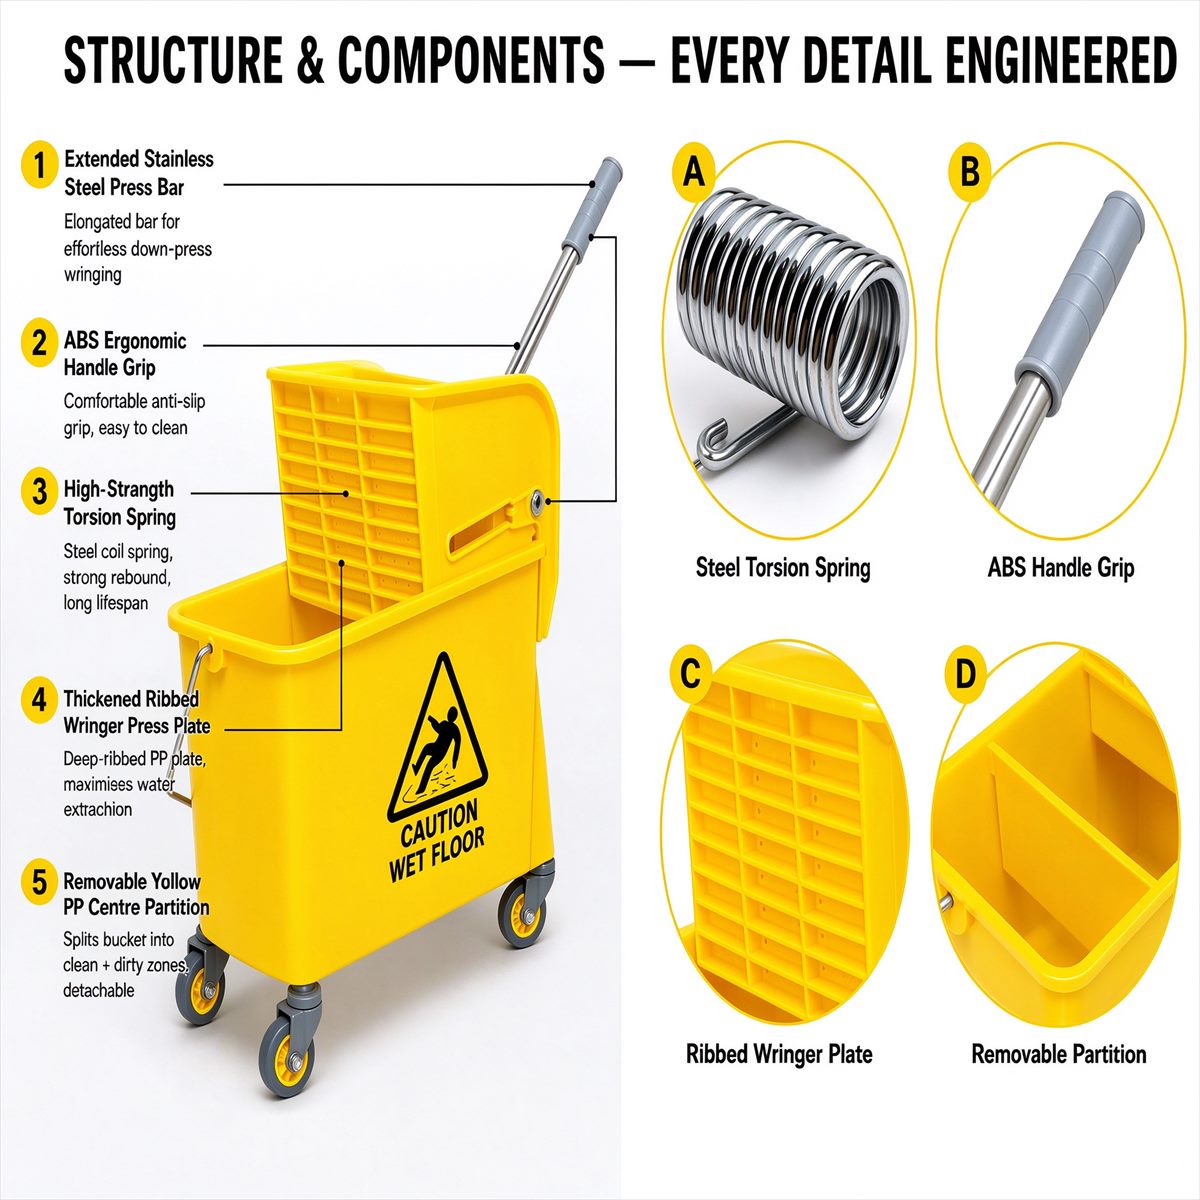 STRUCTURE & COMPONENTS — EVERY DETAIL ENGINEERED
1
Extended Stainless
Steel Press Bar
Elongated bar for
effortless down-press
wringing
2
ABS Ergonomic
Handle Grip
Comfortable anti-slip
grip, easy to clean
3
High-Strangth
Torsion Spring
Steel coil spring,
strong rebound,
long lifespan
4
Thickened Ribbed
Wringer Press Plate
Deep-ribbed PP plate,
maximises water
extrachion
5
Removable Yollow
PP Centre Partition
Splits bucket into
clean + dirty zones,
detachable
CAUTION
WET FLOOR
A
Steel Torsion Spring
B
ABS Handle Grip
C
Ribbed Wringer Plate
D
Removable Partition